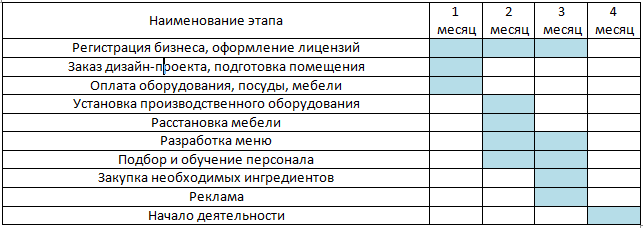 Наименование этапа
1 месяц
2 месяц
3 месяц
4 месяц
Регистрация бизнеса, оформление лицензий
Заказ дизайн-проекта, подготовка помещения
Оплата оборудования, посуды, мебели
Установка производственного оборудования
Расстановка мебели
Разработка меню
Подбор и обучение персонала
Закупка необходимых ингредиентов
Реклама
Начало деятельности